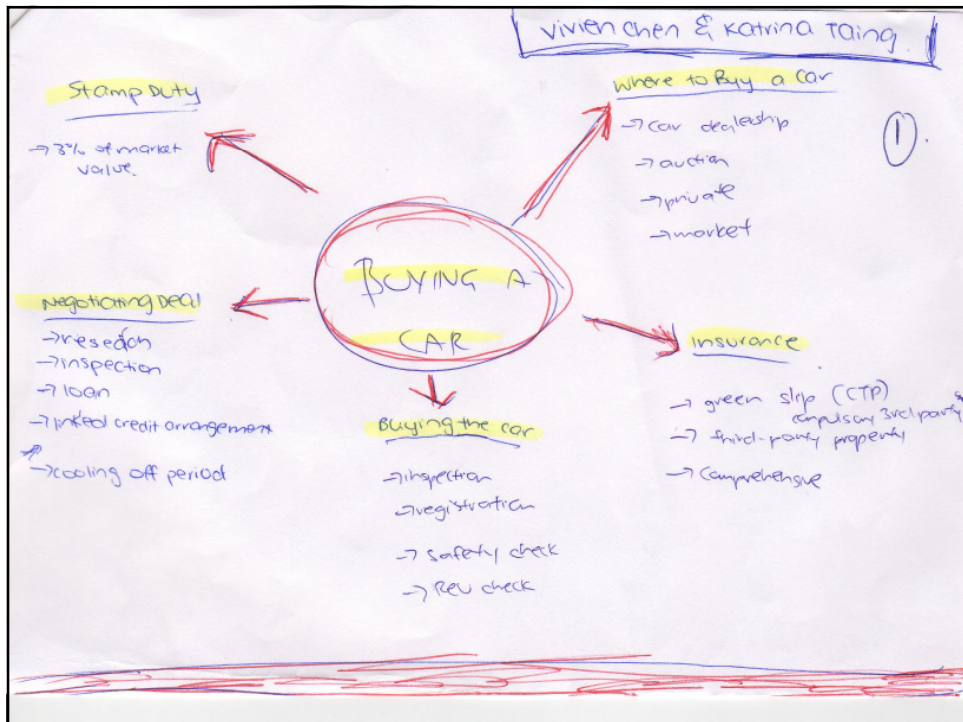 Vivien Chen & Katrina Taing
Stamp Duty
→ 3% of market
value.
Where to Buy a Car
→ car dealership
→ auction
→ private
→ market
1.
BUYING A
CAR
Negotiating Deal
→ research
→ inspection
→ loan
→ linked credit arrangement
→ cooling off period
Buying the car
→ inspection
→ registration
→ safety check
→ REV check
insurance
→ green slip (CTP)
compulsory 3rd party
→ third-party property
→ comprehensive